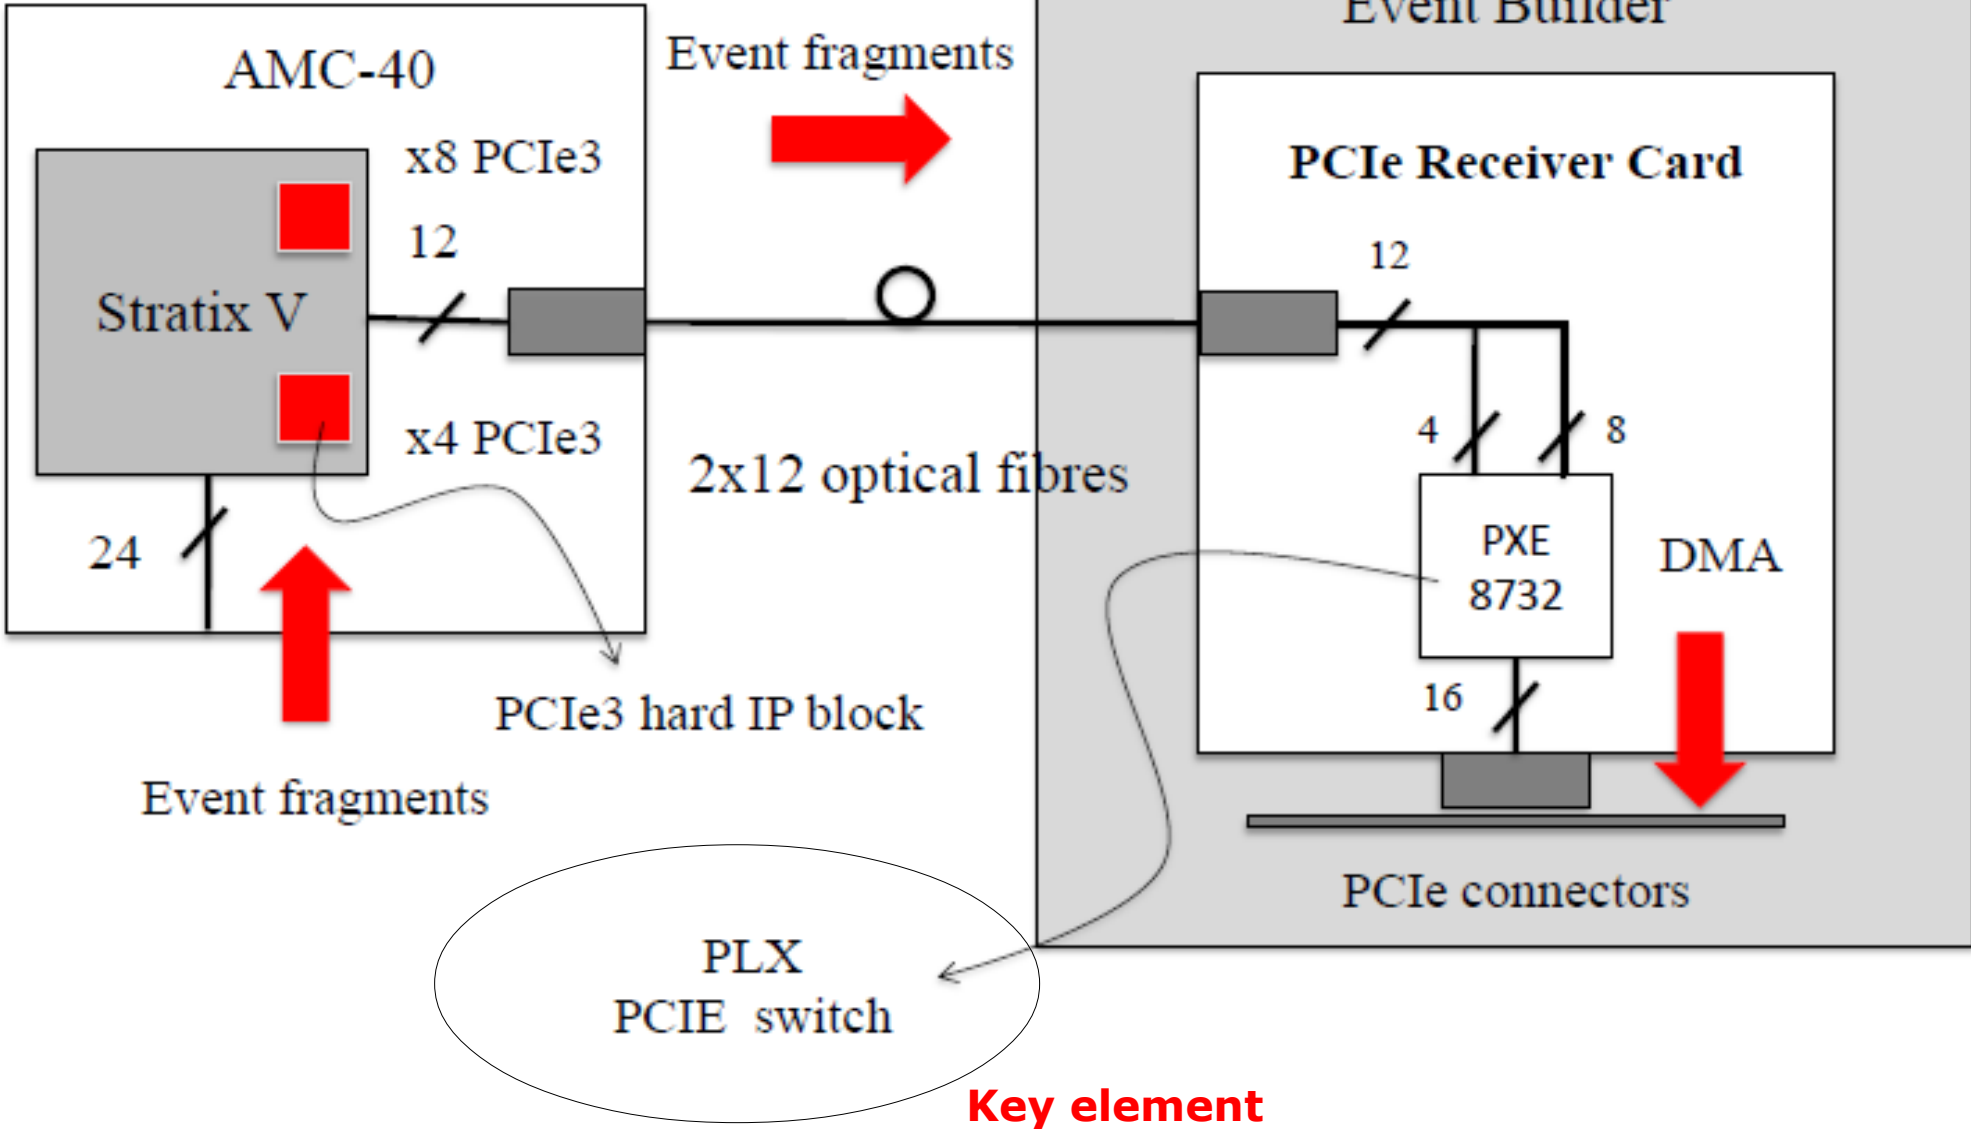 Event Builder
AMC-40
Event fragments
x8 PCIe3
PCIe Receiver Card
12
12
Stratix V
x4 PCIe3
4
8
2x12 optical fibres
24
PXE
8732
DMA
16
PCIe3 hard IP block
Event fragments
PCIe connectors
PLX
PCIE switch
Key element